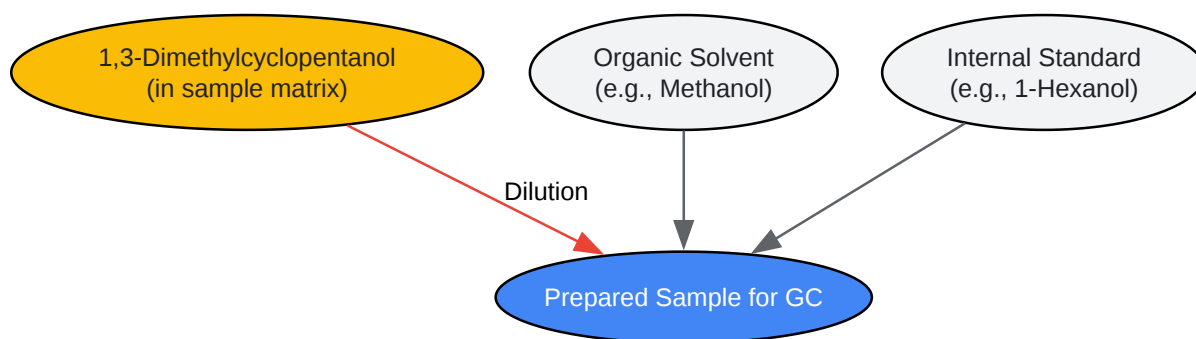 1,3-Dimethylcyclopentanol
(in sample matrix)
Organic Solvent
(e.g., Methanol)
Internal Standard
(e.g., 1-Hexanol)
Dilution
Prepared Sample for GC